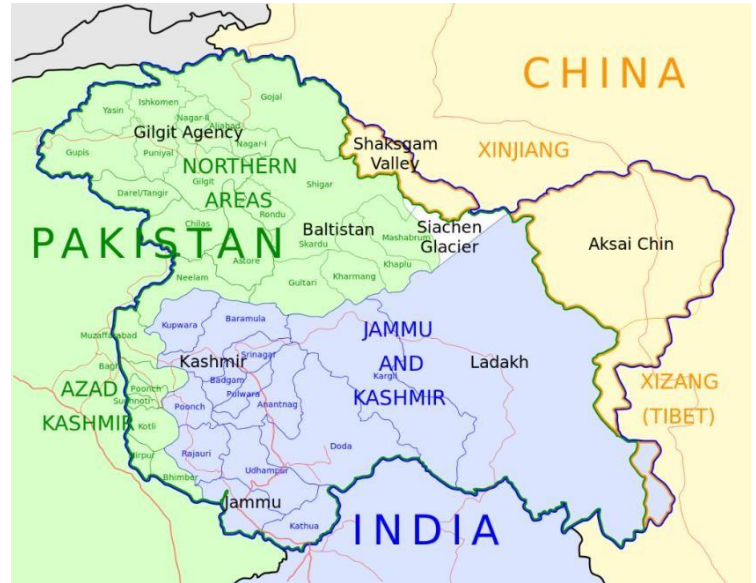 CHINA
Gojal
Ishkomen
Yasin
Nagar-II
Aliabad
Gilgit Agency
Shaksgam
Valley
XINJIANG
Gupis
Puniyal
Nagar-I
NORTHERN
AREAS
Gilgit
Shigar
Darel/Tangir
Rondu
Chilas
Baltistan
Siachen
Glacier
Aksai Chin
PAKISTAN
Mashabrum
Skardu
Astore
Khaplu
Kharmang
Gultari
Neelam
Baramula
Kupwara
JAMMU
AND
KASHMIR
Muzaffarabad
Srinagar
Kashmir
Ladakh
Bagh
Kargil
Badgam
Pulwara
XIZANG
(TIBET)
AZAD
KASHMIR
Poonch
Sudhnoti
Poonch
Anantnag
Kotli
Rajauri
Doda
Mirpur
Udhampur
Bhimber
Jammu
Kathua
INDIA